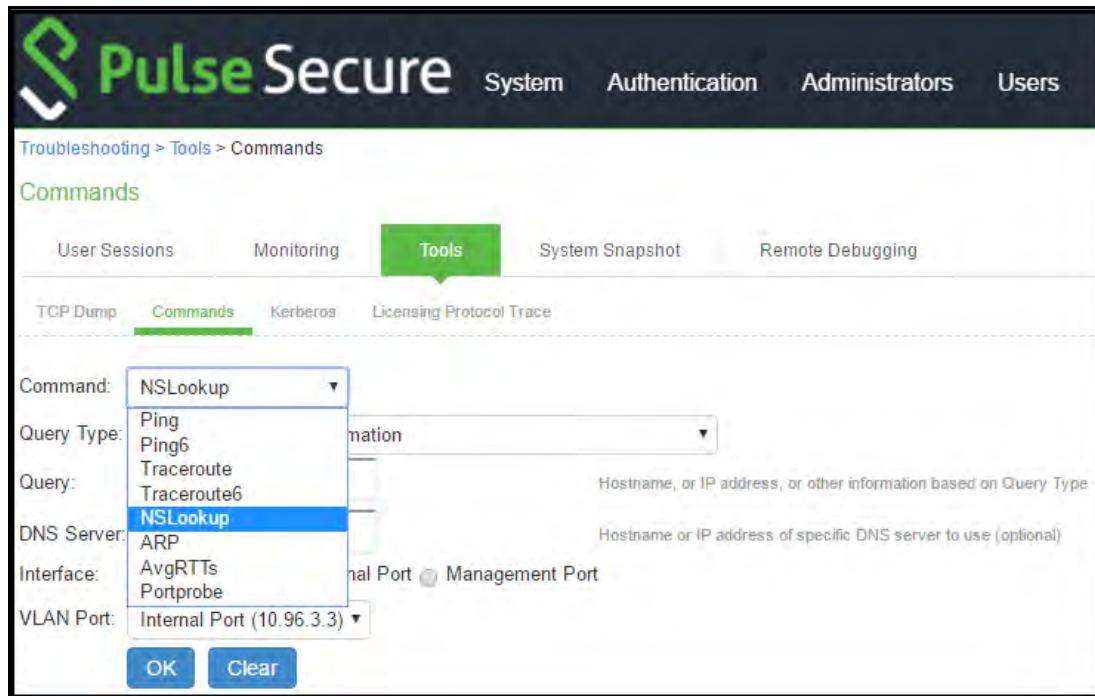 Pulse Secure System Authentication Administrators Users
Troubleshooting > Tools > Commands
Commands
User Sessions Monitoring Tools System Snapshot Remote Debugging
TCP Dump Commands Kerberos Licensing Protocol Trace
Command: NSLookup
Ping
Query Type: mation
Ping6
Traceroute
Query: Hostname, or IP address, or other information based on Query Type
Traceroute6
NSLookup
DNS Server: Hostname or IP address of specific DNS server to use (optional)
ARP
AvgRTTs
Interface: nal Port Management Port
Portprobe
VLAN Port: Internal Port (10.96.3.3)
OK Clear